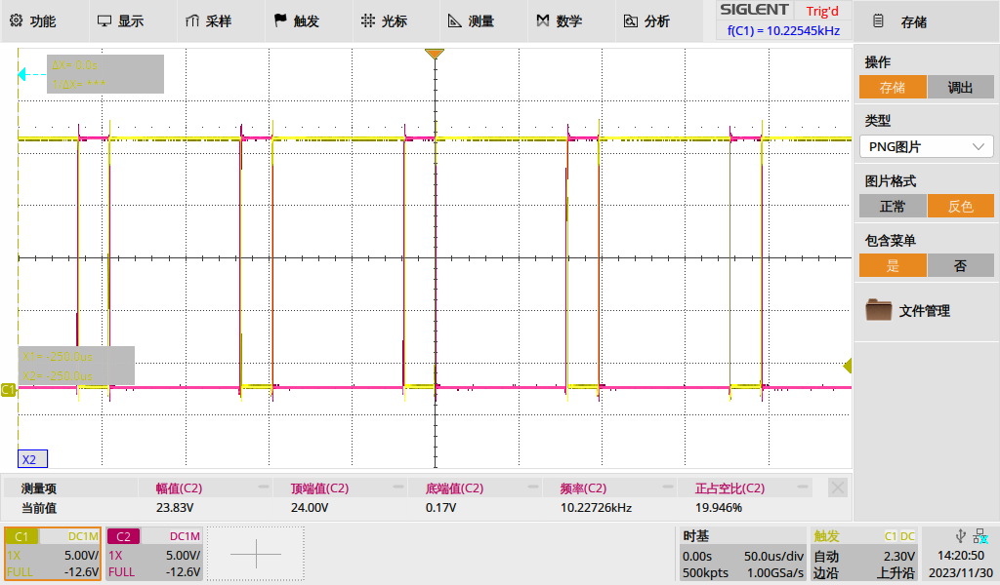 功能 显示 采样 触发 光标 测量 数学 分析 SIGLENT Trig'd 存储
f(C1) = 10.22545kHz
ΔX= 0.0s
1/ΔX= ***
操作
存储 调出
类型
PNG图片
图片格式
正常 反色
包含菜单
是 否
文件管理
X1= -250.0us
X2= -250.0us
C1
X2
测量项 幅值(C2) 顶端值(C2) 底端值(C2) 频率(C2) 正占空比(C2)
当前值 23.83V 24.00V 0.17V 10.22726kHz 19.946%
C1 DC1M
1X 5.00V/
FULL -12.6V
C2 DC1M
1X 5.00V/
FULL -12.6V
时基
0.00s 50.0us/div
500kpts 1.00GSa/s
触发 C1 DC
自动 2.30V
边沿 上升沿
14:20:50
2023/11/30